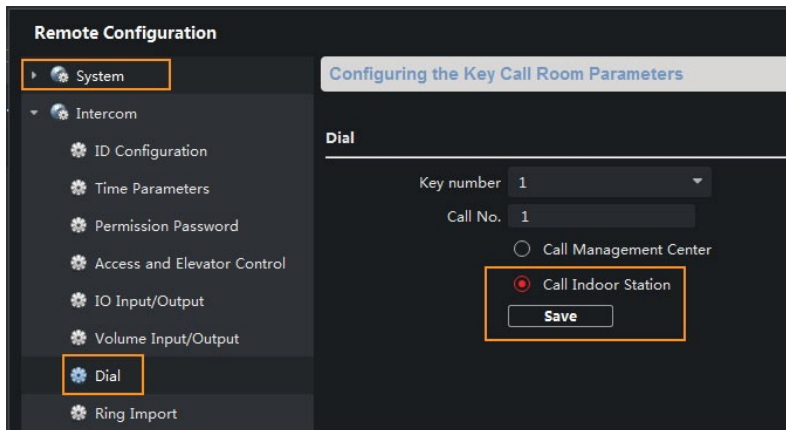 Remote Configuration
System
Intercom
ID Configuration
Time Parameters
Permission Password
Access and Elevator Control
IO Input/Output
Volume Input/Output
Dial
Ring Import
Configuring the Key Call Room Parameters
Dial
Key number 1
Call No. 1
Call Management Center
Call Indoor Station
Save